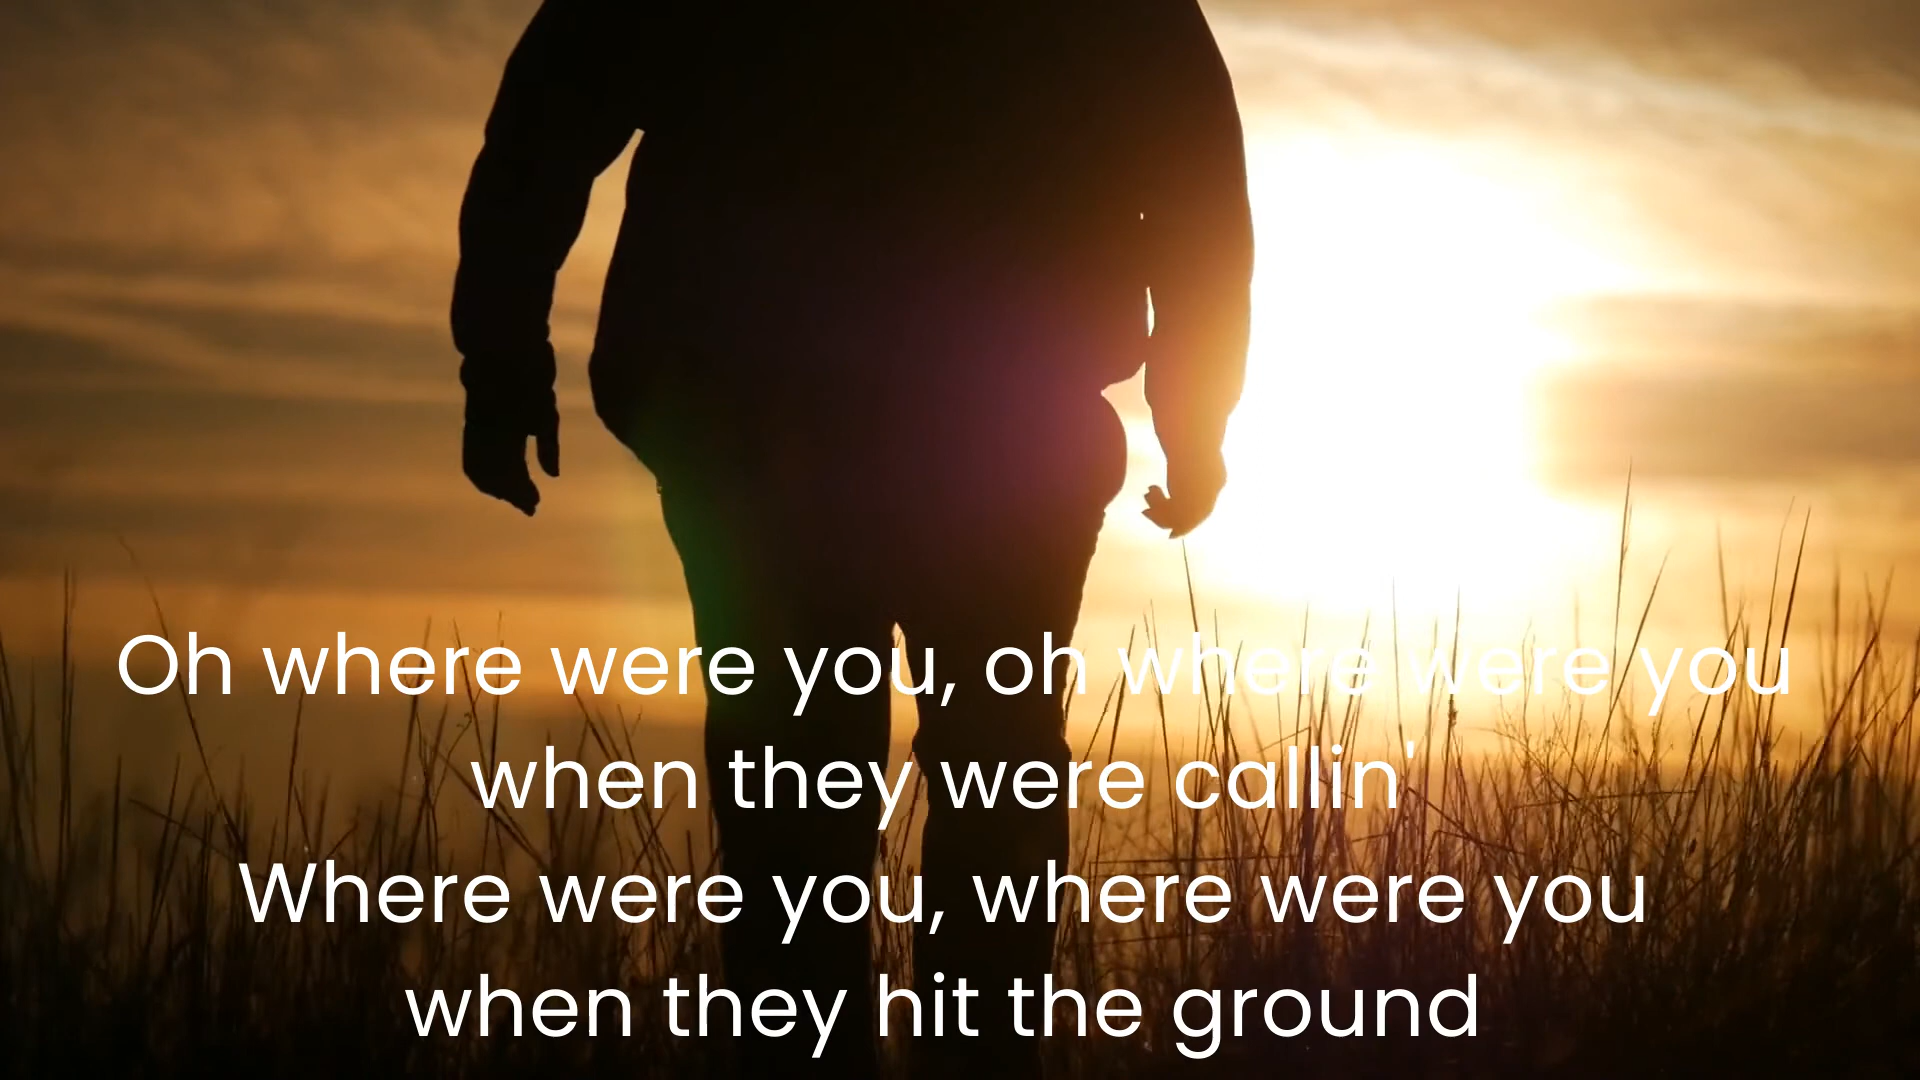 Oh where were you, oh where were you
when they were callin'
Where were you, where were you
when they hit the ground